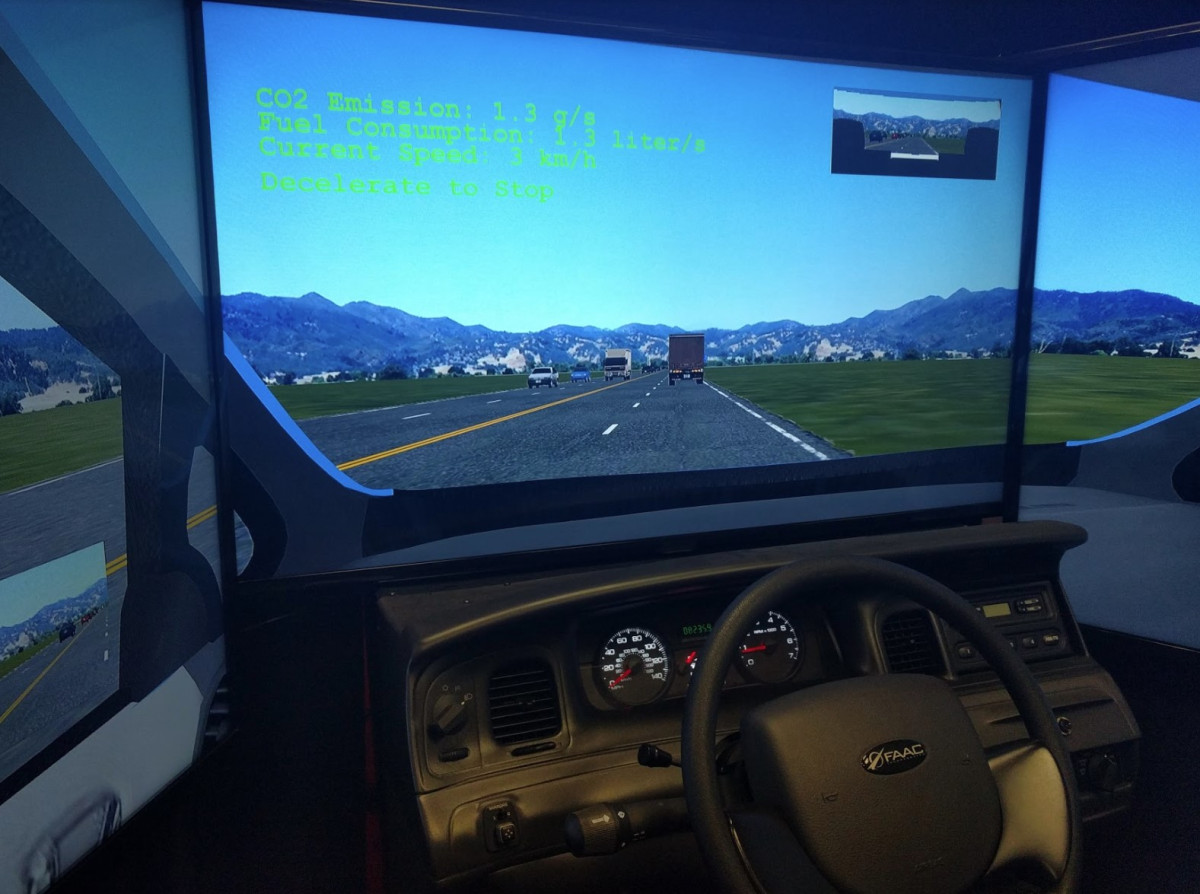 CO2 Emission: 1.3 g/s
Fuel Consumption: 1.3 liter/s
Current Speed: 3 km/h
Decelerate to Stop
FAAC